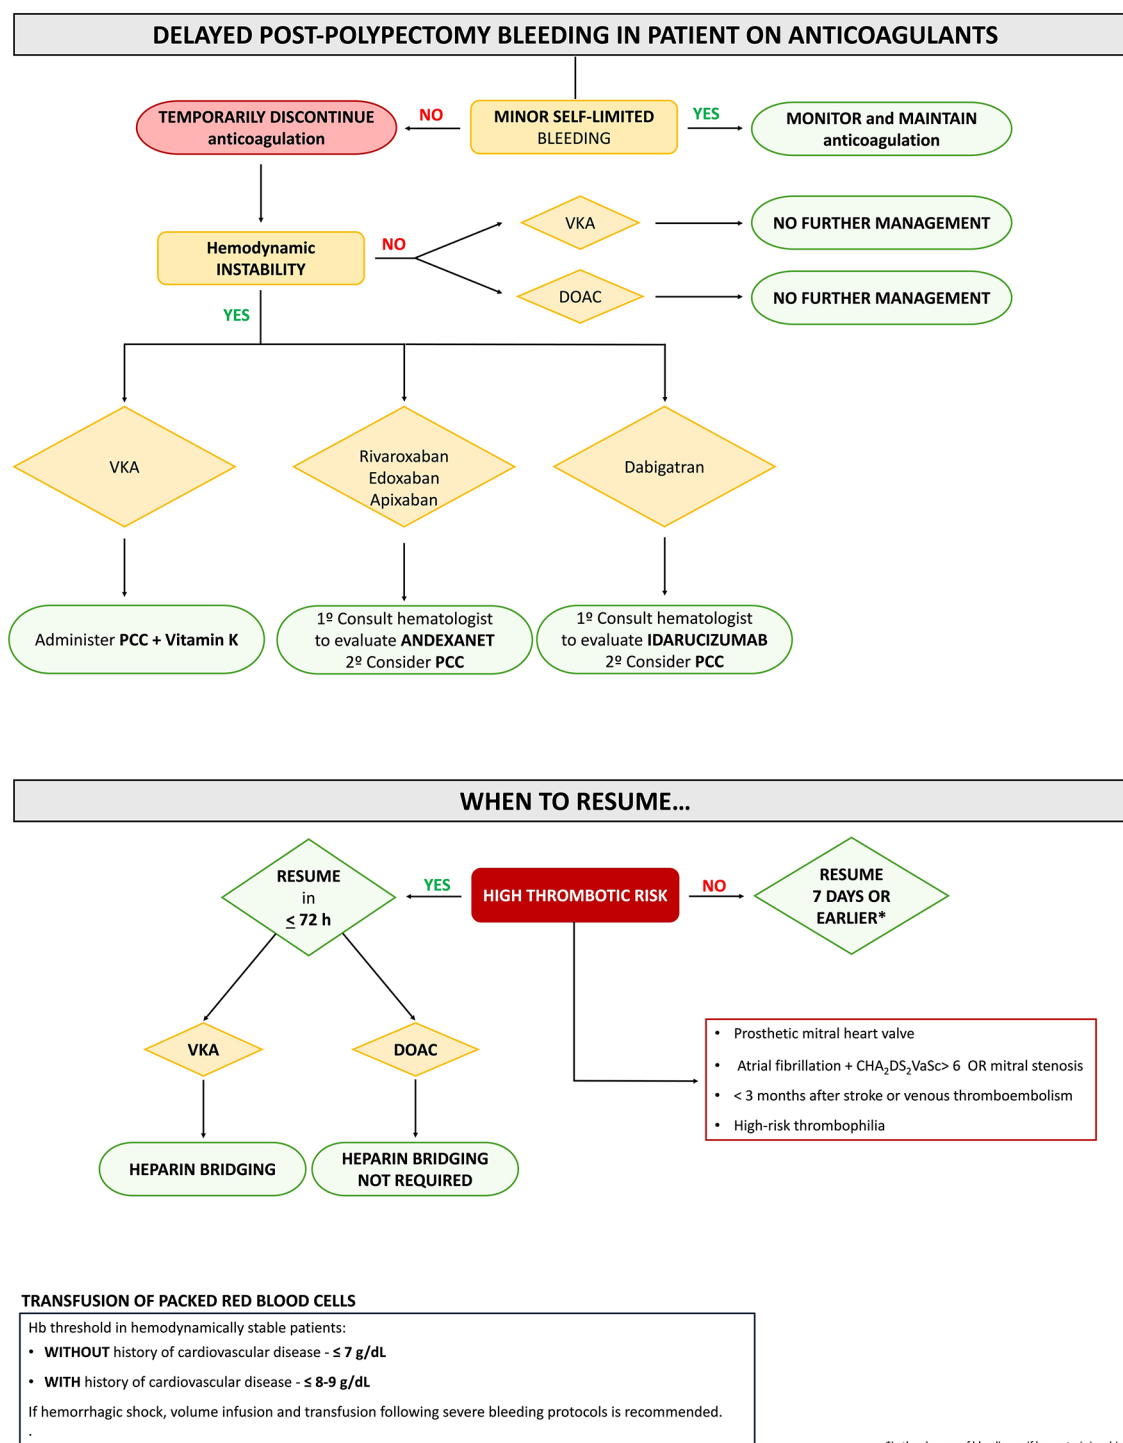 DELAYED POST-POLYPECTOMY BLEEDING IN PATIENT ON ANTICOAGULANTS
TEMPORARILY DISCONTINUE
anticoagulation
NO
MINOR SELF-LIMITED
BLEEDING
YES
MONITOR and MAINTAIN
anticoagulation
Hemodynamic
INSTABILITY
NO
VKA
NO FURTHER MANAGEMENT
DOAC
NO FURTHER MANAGEMENT
YES
VKA
Rivaroxaban
Edoxaban
Apixaban
Dabigatran
Administer PCC + Vitamin K
1º Consult hematologist
to evaluate ANDEXANET
2º Consider PCC
1º Consult hematologist
to evaluate IDARUCIZUMAB
2º Consider PCC
WHEN TO RESUME...
RESUME
in
≤ 72 h
YES
HIGH THROMBOTIC RISK
NO
RESUME
7 DAYS OR
EARLIER*
VKA
DOAC
HEPARIN BRIDGING
HEPARIN BRIDGING
NOT REQUIRED
• Prosthetic mitral heart valve
• Atrial fibrillation + CHA₂DS₂VaSc> 6 OR mitral stenosis
• < 3 months after stroke or venous thromboembolism
• High-risk thrombophilia
TRANSFUSION OF PACKED RED BLOOD CELLS
Hb threshold in hemodynamically stable patients:
• WITHOUT history of cardiovascular disease - ≤ 7 g/dL
• WITH history of cardiovascular disease - ≤ 8-9 g/dL
If hemorrhagic shock, volume infusion and transfusion following severe bleeding protocols is recommended.
.